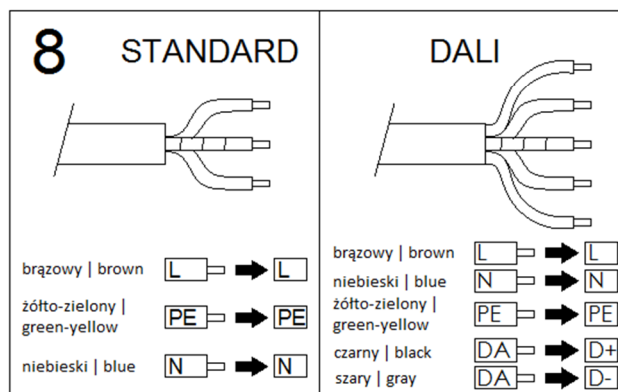 8 STANDARD
brązowy | brown L L
żółto-zielony |
green-yellow PE PE
niebieski | blue N N
DALI
brązowy | brown L L
niebieski | blue N N
żółto-zielony |
green-yellow PE PE
czarny | black DA D+
szary | gray DA D-